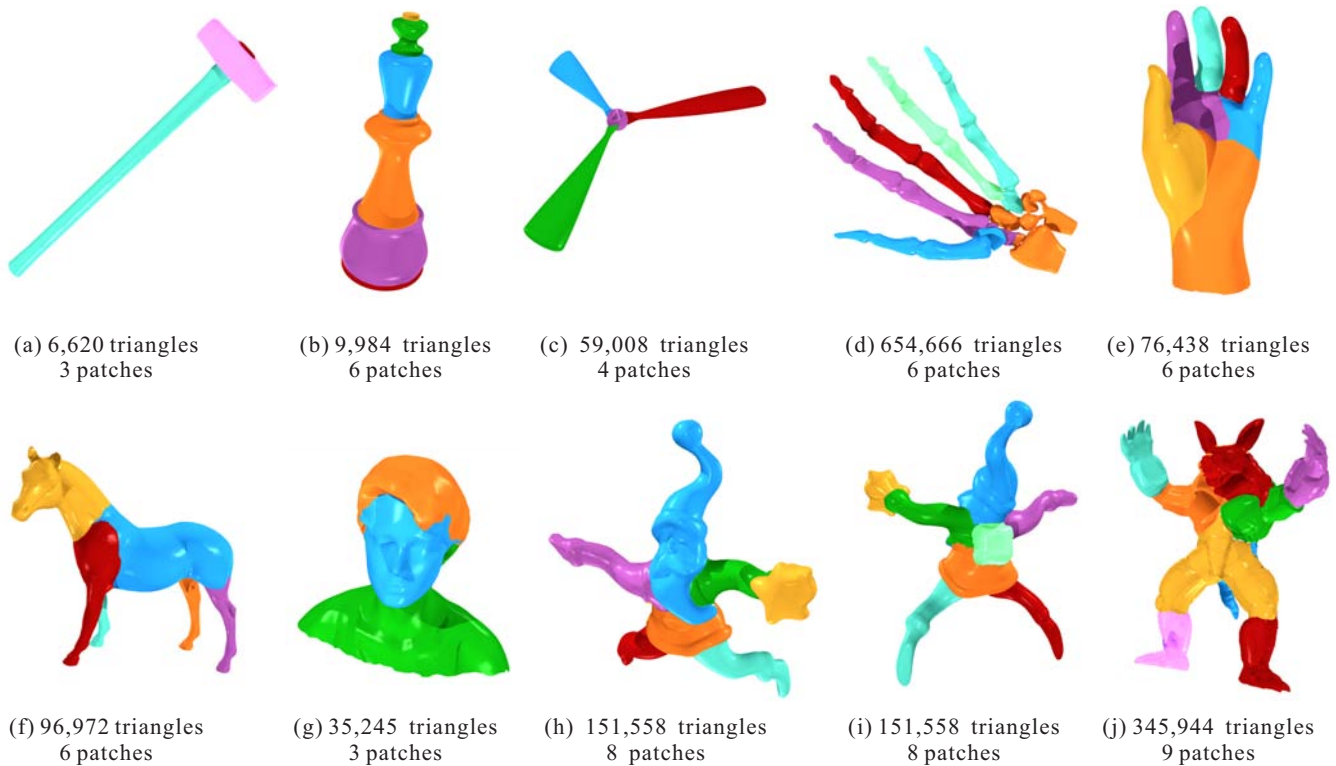 (a) 6,620 triangles
3 patches
(b) 9,984 triangles
6 patches
(c) 59,008 triangles
4 patches
(d) 654,666 triangles
6 patches
(e) 76,438 triangles
6 patches
(f) 96,972 triangles
6 patches
(g) 35,245 triangles
3 patches
(h) 151,558 triangles
8 patches
(i) 151,558 triangles
8 patches
(j) 345,944 triangles
9 patches